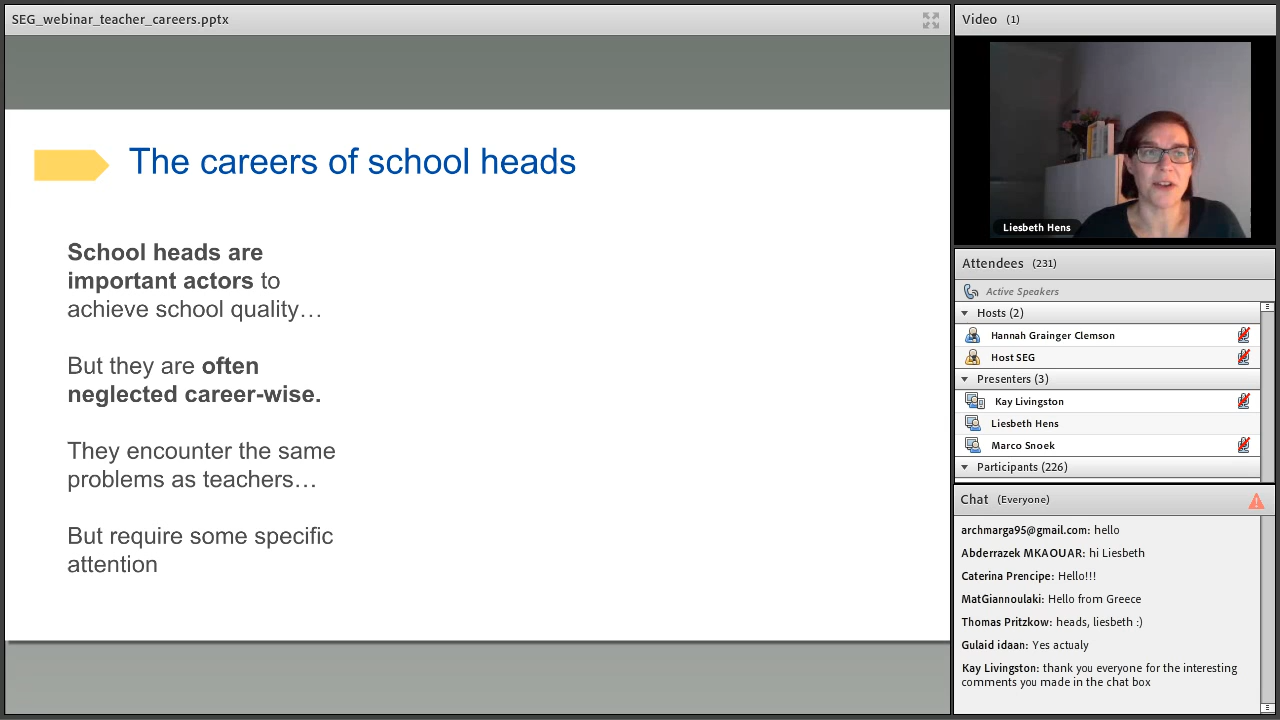 SEG_webinar_teacher_careers.pptx
The careers of school heads
School heads are
important actors to
achieve school quality…
But they are often
neglected career-wise.
They encounter the same
problems as teachers…
But require some specific
attention
Video (1)
Liesbeth Hens
Attendees (231)
Active Speakers
Hosts (2)
Hannah Grainger Clemson
Host SEG
Presenters (3)
Kay Livingston
Liesbeth Hens
Marco Snoek
Participants (226)
Chat (Everyone)
archmarga95@gmail.com: hello
Abderrazek MKAOUAR: hi Liesbeth
Caterina Prencipe: Hello!!!
MatGiannoulaki: Hello from Greece
Thomas Pritzkow: heads, liesbeth :)
Gulaid idaan: Yes actualy
Kay Livingston: thank you everyone for the interesting
comments you made in the chat box